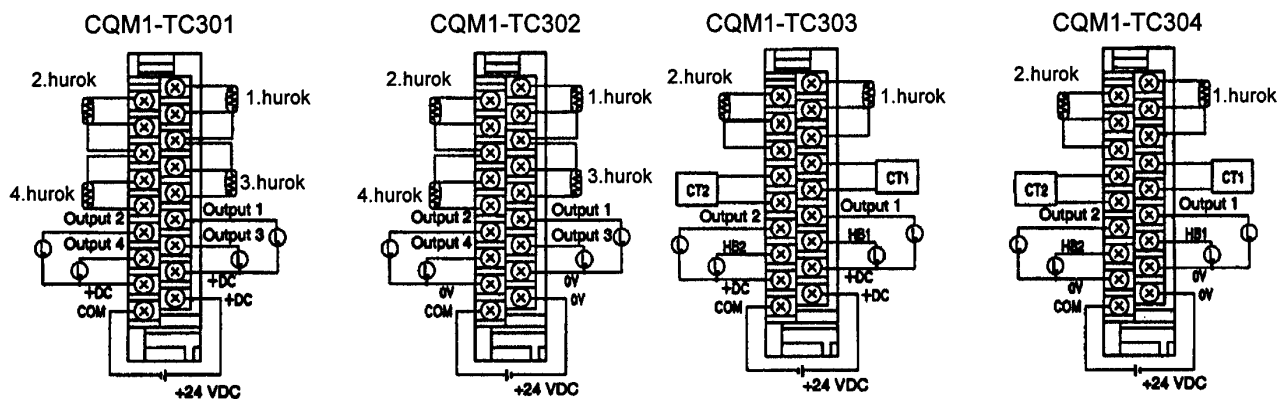 CQM1-TC301
2.hurok
1.hurok
4.hurok
3.hurok
Output 2
Output 1
Output 4
Output 3
+DC
+DC
COM
+24 VDC
CQM1-TC302
2.hurok
1.hurok
4.hurok
3.hurok
Output 2
Output 1
Output 4
Output 3
0V
0V
COM
+24 VDC
CQM1-TC303
2.hurok
1.hurok
CT2
CT1
Output 2
Output 1
HB2
HB1
+DC
+DC
+DC
COM
+24 VDC
CQM1-TC304
2.hurok
1.hurok
CT2
CT1
Output 2
Output 1
HB2
HB1
0V
0V
0V
COM
+24 VDC